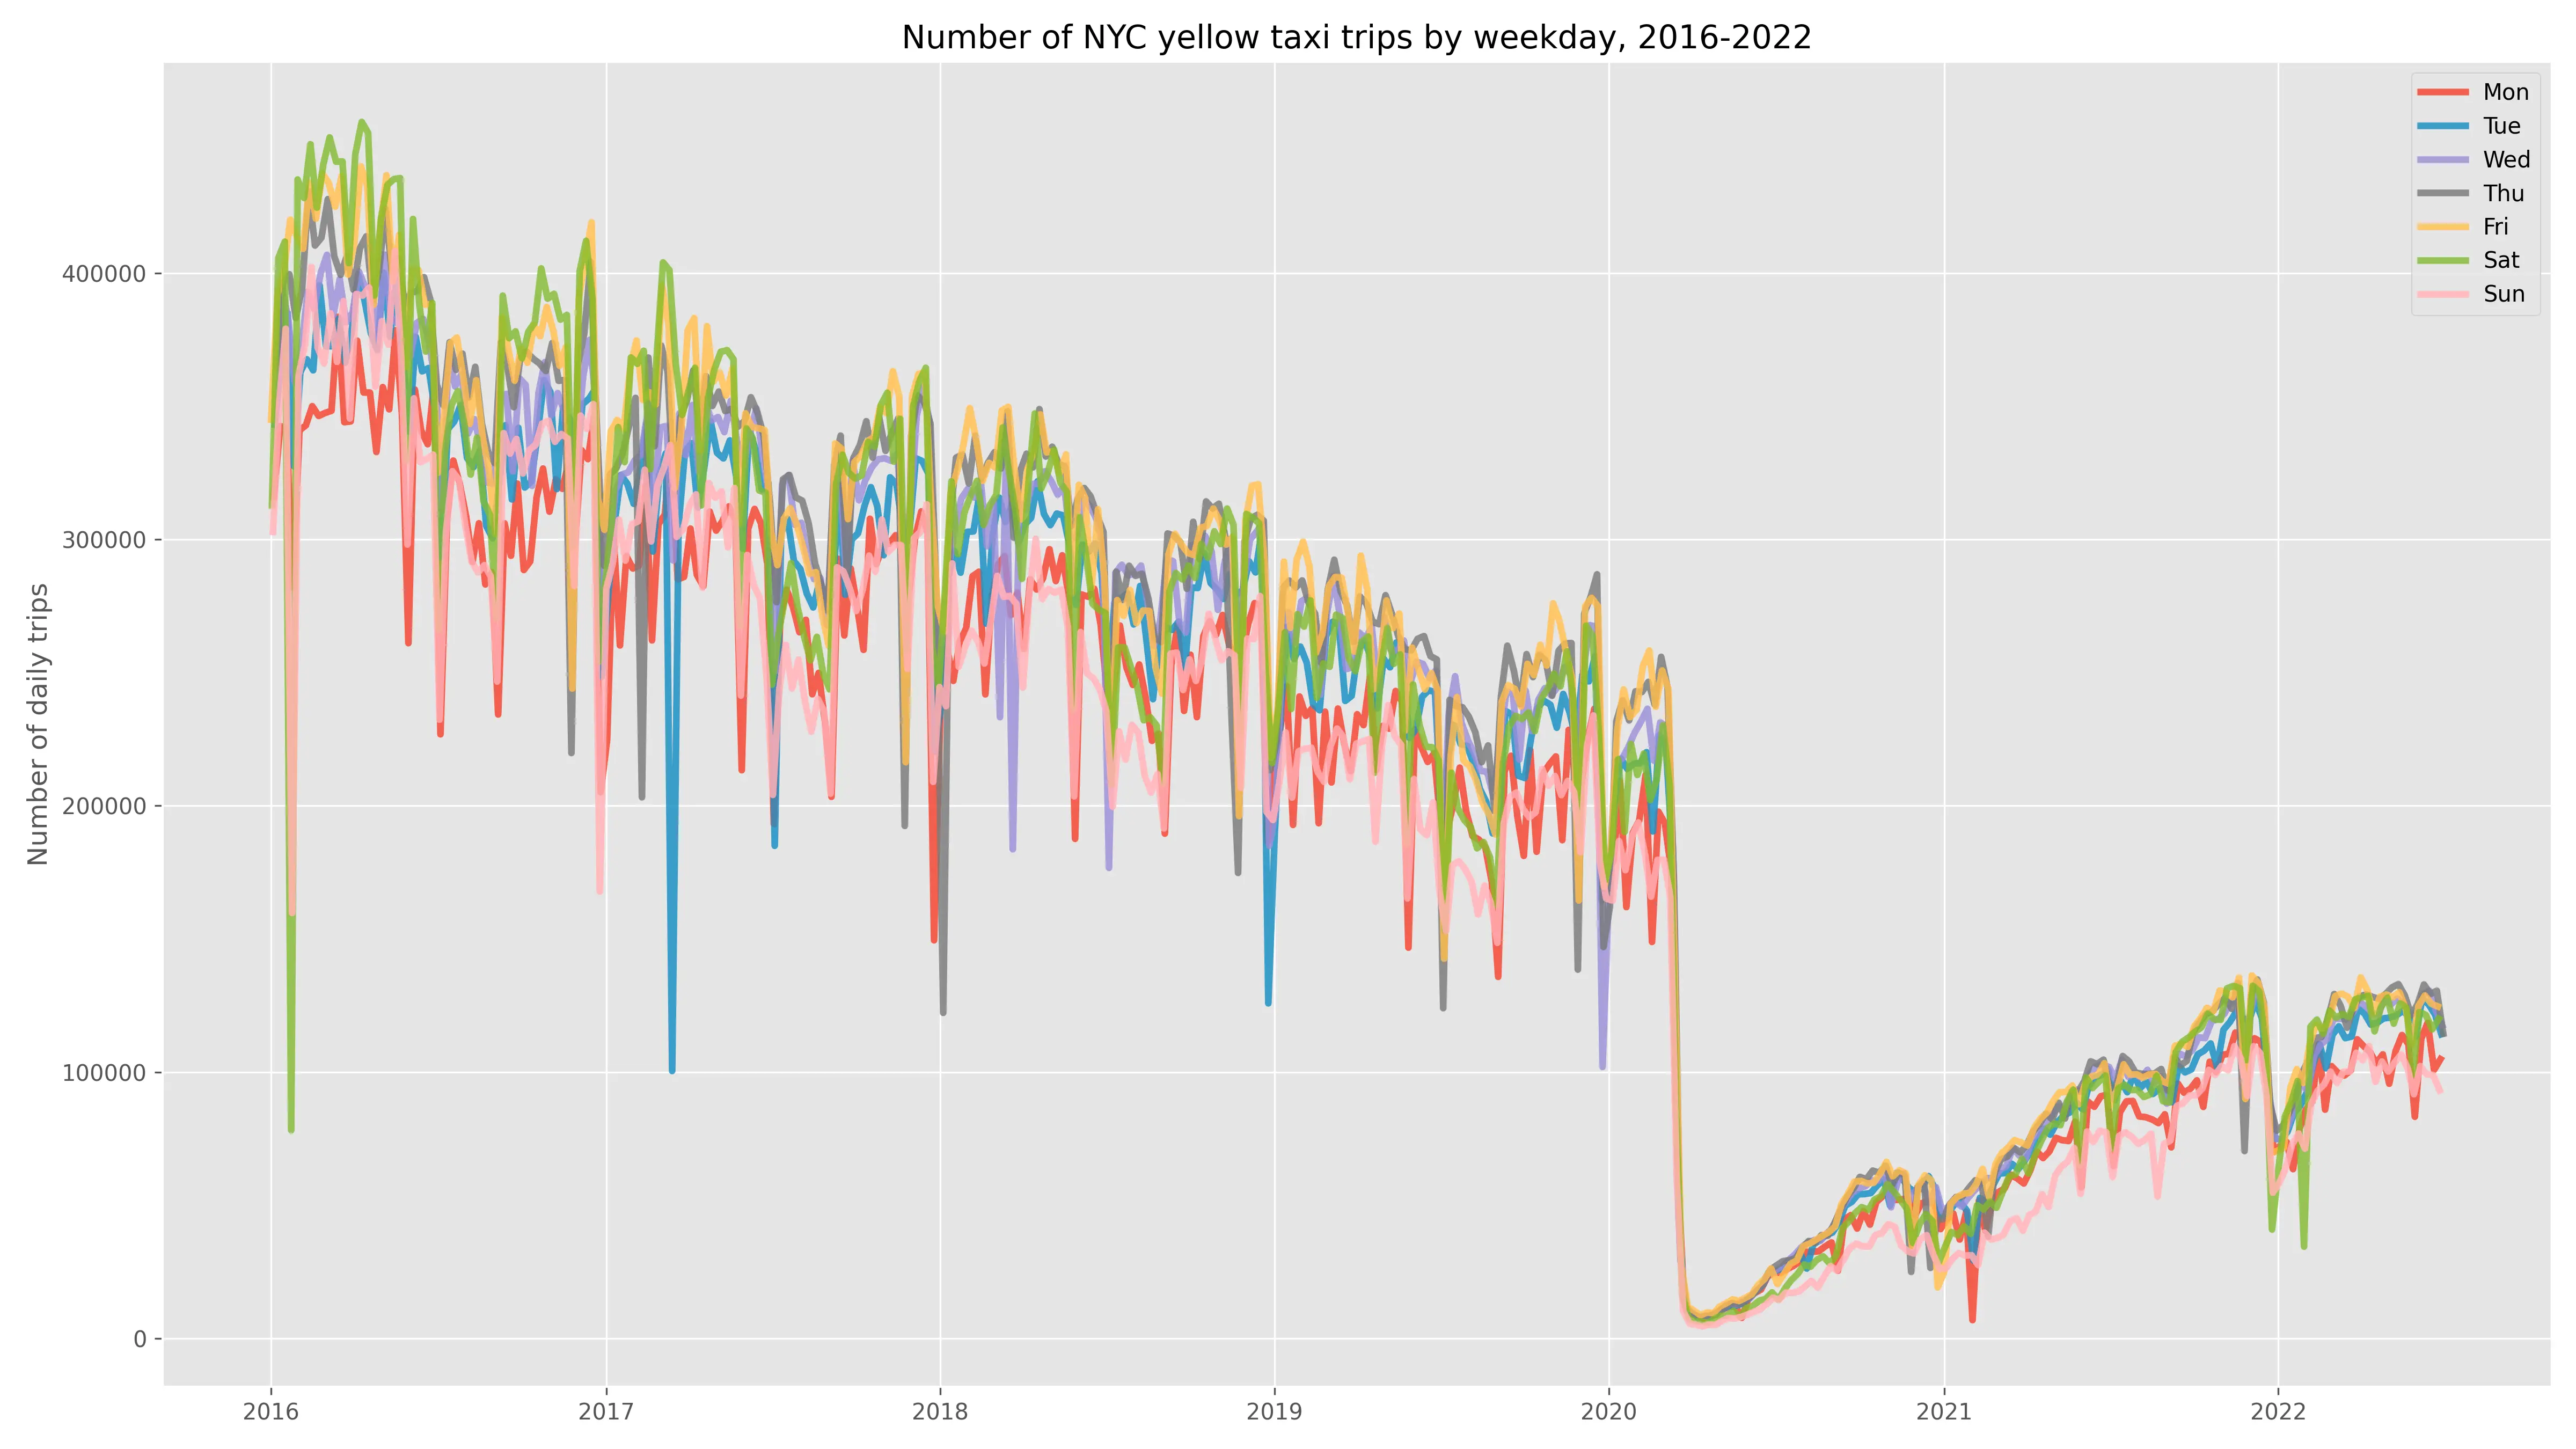 Number of NYC yellow taxi trips by weekday, 2016-2022
Mon
Tue
Wed
Thu
Fri
Sat
Sun
Number of daily trips
400000
300000
200000
100000
0
2016
2017
2018
2019
2020
2021
2022